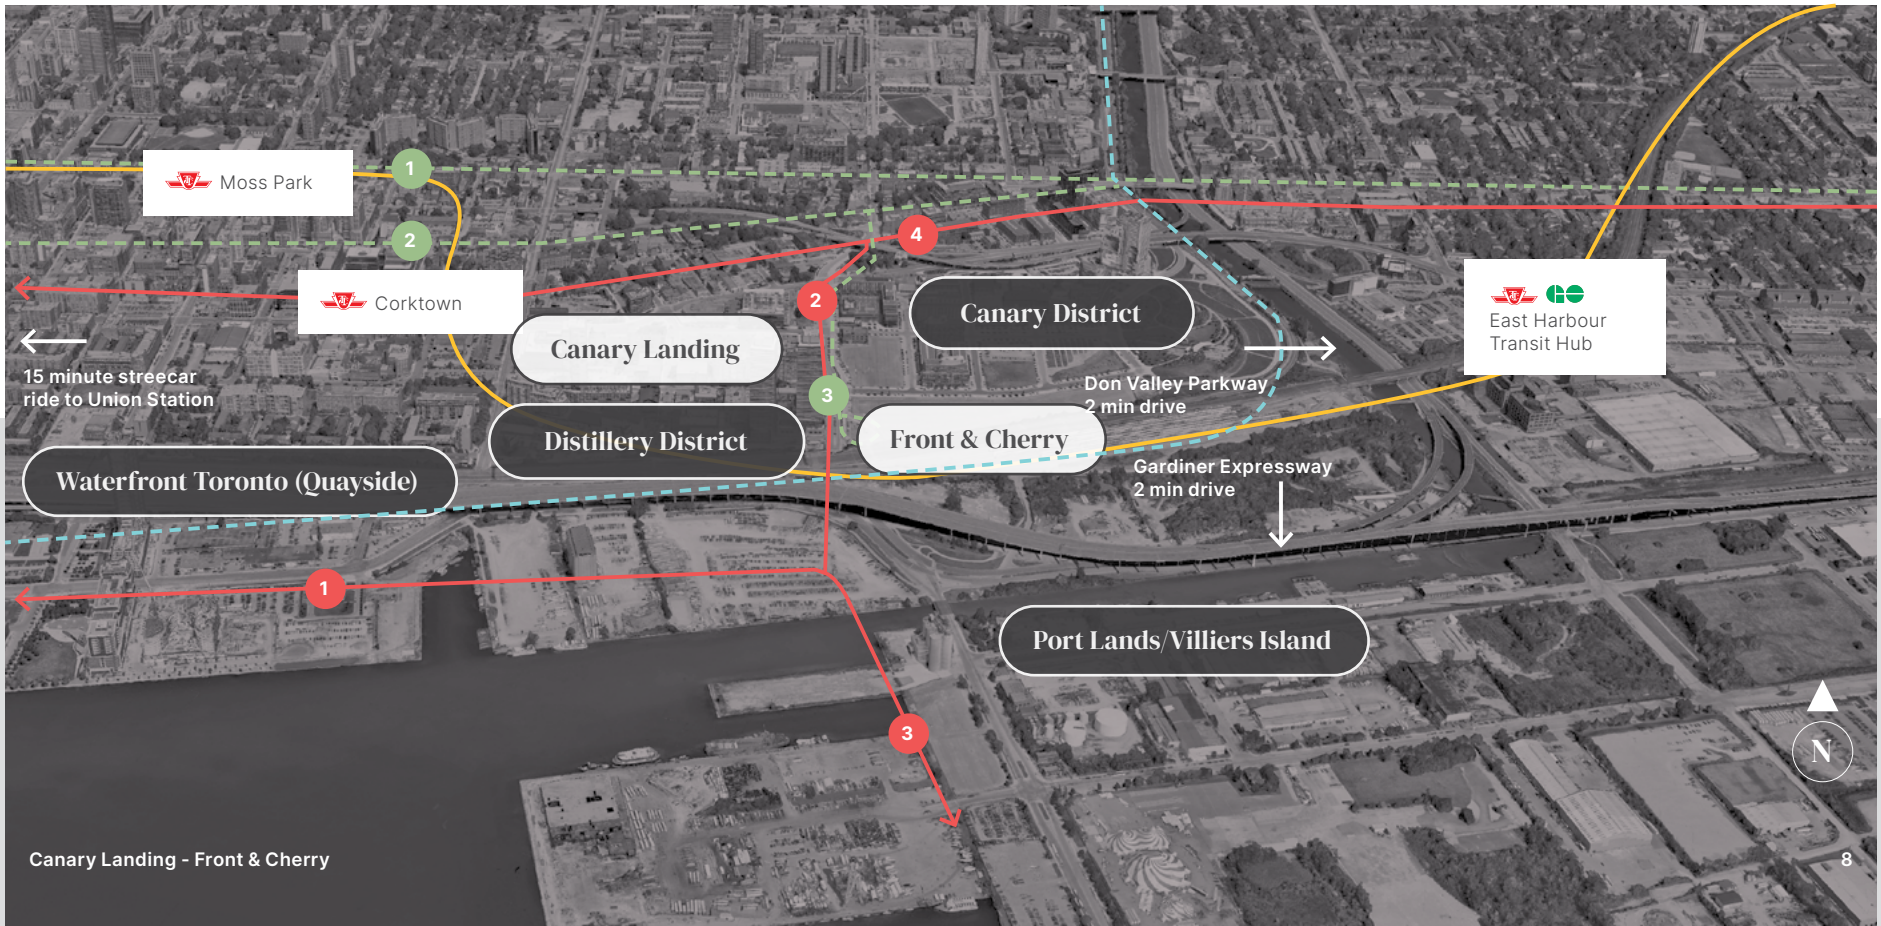 1
Moss Park
2
4
Corktown
2
Canary District
East Harbour
Transit Hub
Canary Landing
15 minute streecar
ride to Union Station
3
Don Valley Parkway
2 min drive
Distillery District
Front & Cherry
Waterfront Toronto (Quayside)
Gardiner Expressway
2 min drive
1
Port Lands/Villiers Island
3
N
Canary Landing - Front & Cherry
8